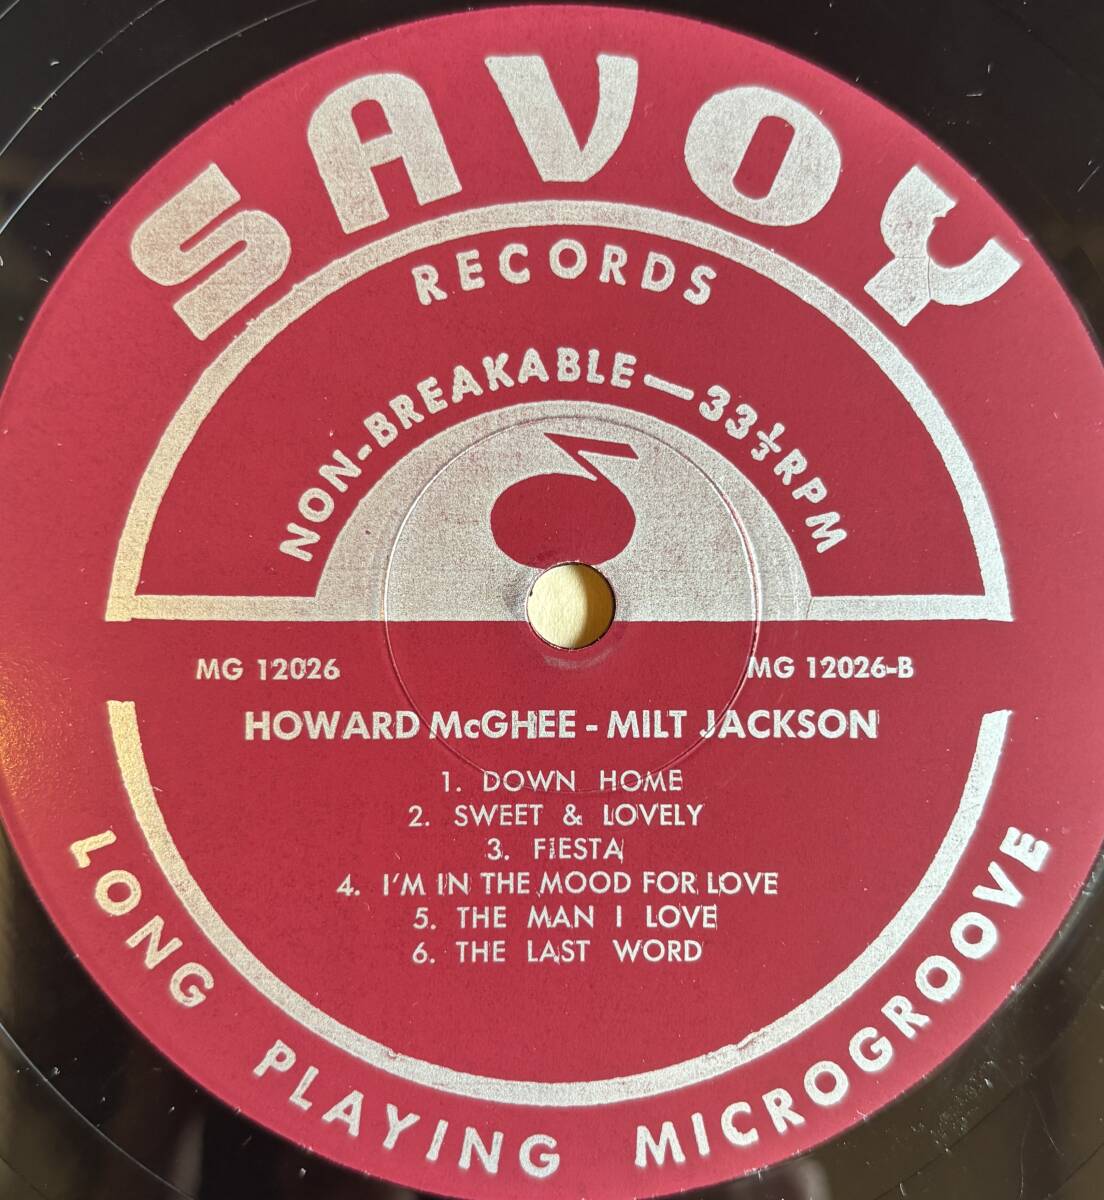 SAVOY
RECORDS
NON-BREAKABLE—33⅓RPM
MG 12026
MG 12026-B
HOWARD McGHEE - MILT JACKSON
1. DOWN HOME
2. SWEET & LOVELY
3. FIESTA
4. I'M IN THE MOOD FOR LOVE
5. THE MAN I LOVE
6. THE LAST WORD
LONG PLAYING MICROGROOVE